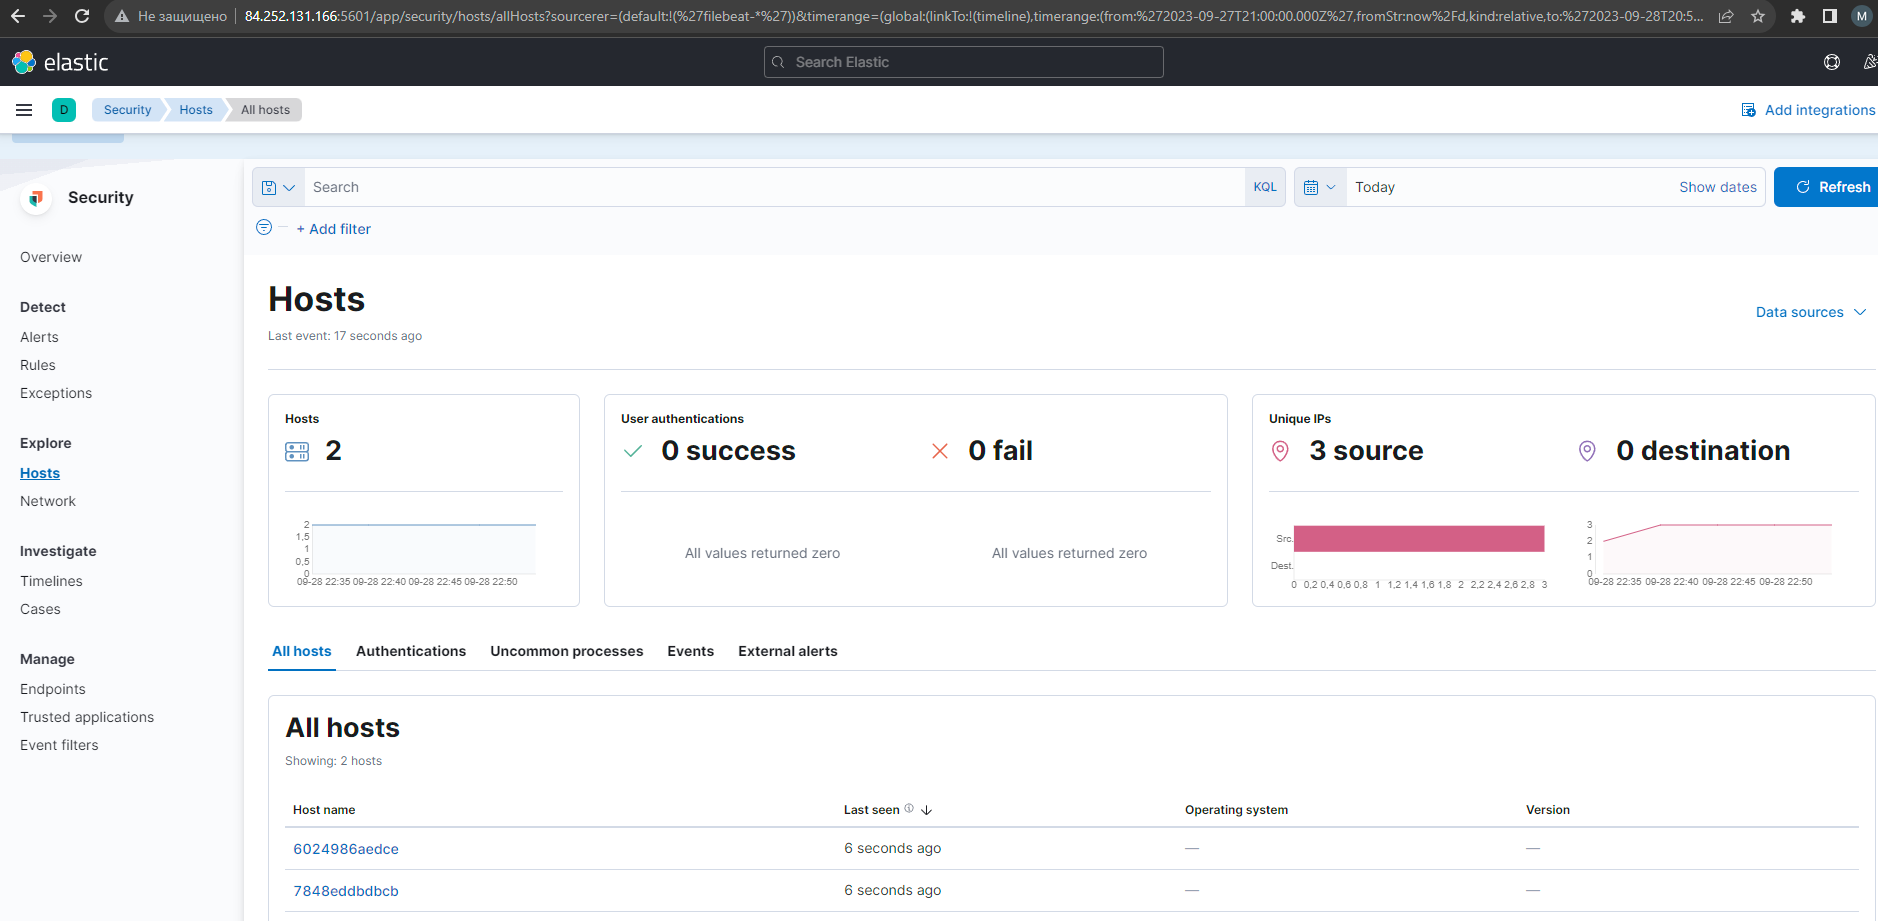 Не защищено
84.252.131.166:5601/app/security/hosts/allHosts?sourcerer=(default:!(%27filebeat-*%27))&timerange=(global:(linkTo:!(timeline),timerange:(from:%272023-09-27T21:00:00.000Z%27,fromStr:now%2Fd,kind:relative,to:%272023-09-28T20:5...
M
elastic
Search Elastic
D
Security
Hosts
All hosts
Add integrations
Security
Overview
Detect
Alerts
Rules
Exceptions
Explore
Hosts
Network
Investigate
Timelines
Cases
Manage
Endpoints
Trusted applications
Event filters
Search
KQL
Today
Show dates
Refresh
+ Add filter
Hosts
Last event: 17 seconds ago
Data sources
Hosts
2
2
1,5
1
0,5
0
09-28 22:35 09-28 22:40 09-28 22:45 09-28 22:50
User authentications
0 success
0 fail
All values returned zero
All values returned zero
Unique IPs
3 source
0 destination
Src.
Dest.
0 0,2 0,4 0,6 0,8 1 1,2 1,4 1,6 1,8 2 2,2 2,4 2,6 2,8 3
3
2
1
0
09-28 22:35 09-28 22:40 09-28 22:45 09-28 22:50
All hosts
Authentications
Uncommon processes
Events
External alerts
All hosts
Showing: 2 hosts
Host name
Last seen
Operating system
Version
6024986aedce
6 seconds ago
—
—
7848eddbdbcb
6 seconds ago
—
—